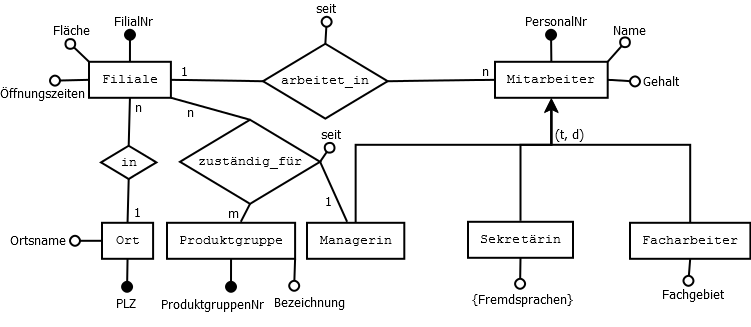 seit
FilialNr
PersonalNr
Fläche
Name
1
n
Filiale
arbeitet_in
Mitarbeiter
Gehalt
Öffnungszeiten
n
n
seit
(t, d)
in
zuständig_für
1
1
m
Ortsname
Ort
Produktgruppe
Managerin
Sekretärin
Facharbeiter
PLZ
ProduktgruppenNr
Bezeichnung
{Fremdsprachen}
Fachgebiet